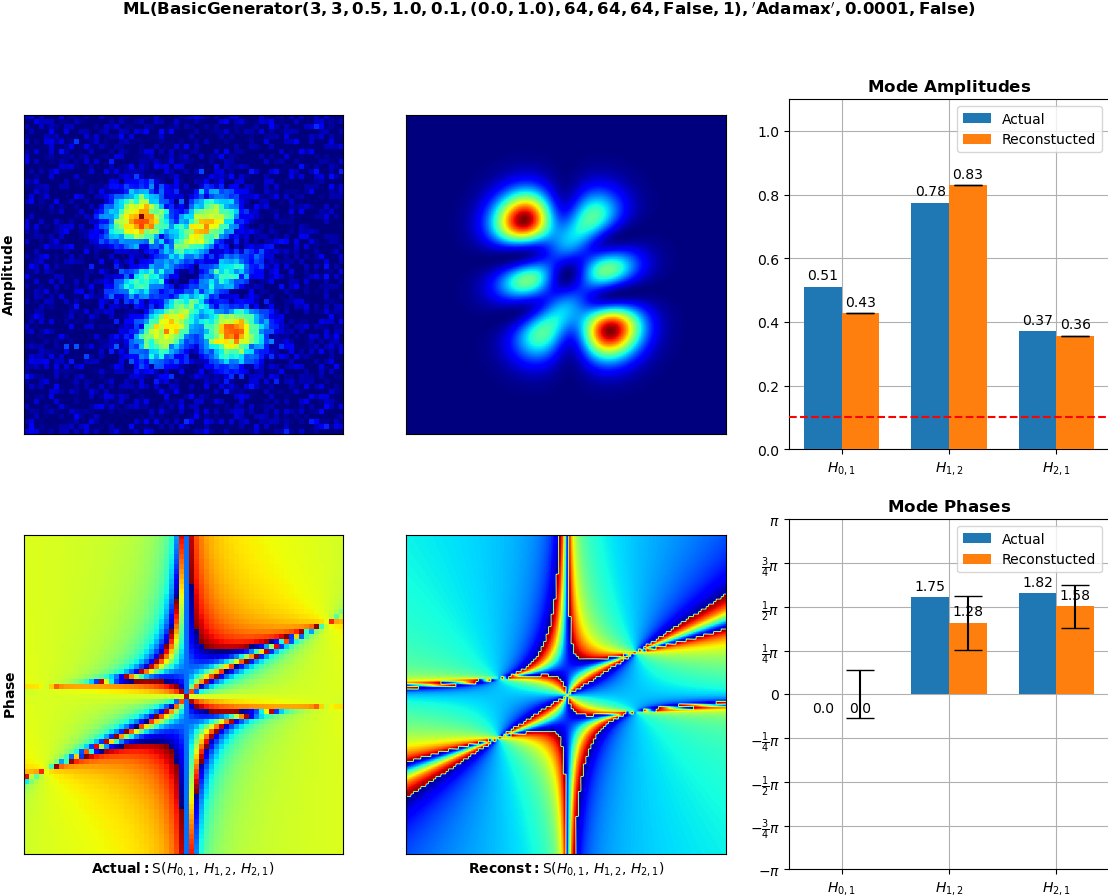 ML(BasicGenerator(3, 3, 0.5, 1.0, 0.1, (0.0, 1.0), 64, 64, 64, False, 1), ′Adamax′, 0.0001, False)
Amplitude
Mode Amplitudes
Actual
Reconstucted
1.0
0.8
0.6
0.4
0.2
0.0
0.51
0.43
0.78
0.83
0.37
0.36
H0, 1
H1, 2
H2, 1
Phase
Actual: S(H0, 1, H1, 2, H2, 1)
Reconst: S(H0, 1, H1, 2, H2, 1)
Mode Phases
Actual
Reconstucted
π
3/4π
1/2π
1/4π
0
−1/4π
−1/2π
−3/4π
−π
0.0
0.0
1.75
1.28
1.82
1.58
H0, 1
H1, 2
H2, 1